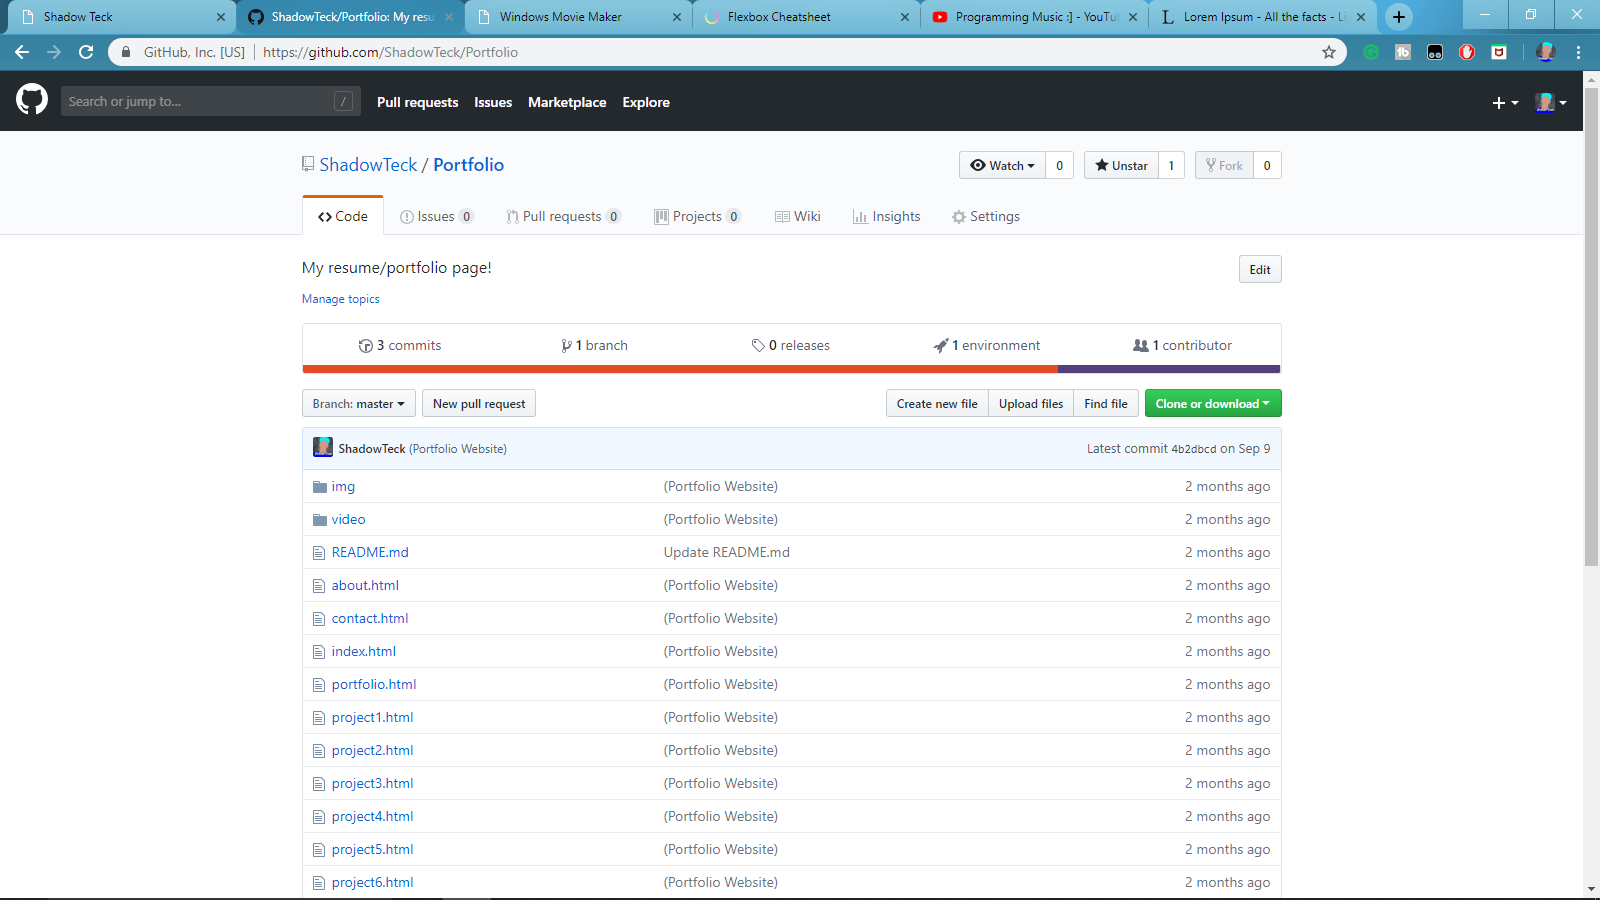 Shadow Teck
ShadowTeck/Portfolio: My resu
Windows Movie Maker
Flexbox Cheatsheet
Programming Music :] - YouTu
Lorem Ipsum - All the facts - Li
GitHub, Inc. [US] https://github.com/ShadowTeck/Portfolio
Search or jump to... / Pull requests Issues Marketplace Explore
ShadowTeck / Portfolio Watch 0 Unstar 1 Fork 0
Code Issues 0 Pull requests 0 Projects 0 Wiki Insights Settings
My resume/portfolio page! Edit
Manage topics
3 commits 1 branch 0 releases 1 environment 1 contributor
Branch: master New pull request Create new file Upload files Find file Clone or download
ShadowTeck (Portfolio Website) Latest commit 4b2dbcd on Sep 9
img (Portfolio Website) 2 months ago
video (Portfolio Website) 2 months ago
README.md Update README.md 2 months ago
about.html (Portfolio Website) 2 months ago
contact.html (Portfolio Website) 2 months ago
index.html (Portfolio Website) 2 months ago
portfolio.html (Portfolio Website) 2 months ago
project1.html (Portfolio Website) 2 months ago
project2.html (Portfolio Website) 2 months ago
project3.html (Portfolio Website) 2 months ago
project4.html (Portfolio Website) 2 months ago
project5.html (Portfolio Website) 2 months ago
project6.html (Portfolio Website) 2 months ago